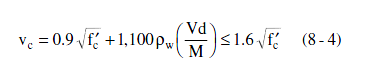 v_c = 0.9 √f′_c + 1,100 ρ_w (Vd/M) ≤ 1.6 √f′_c (8 - 4)